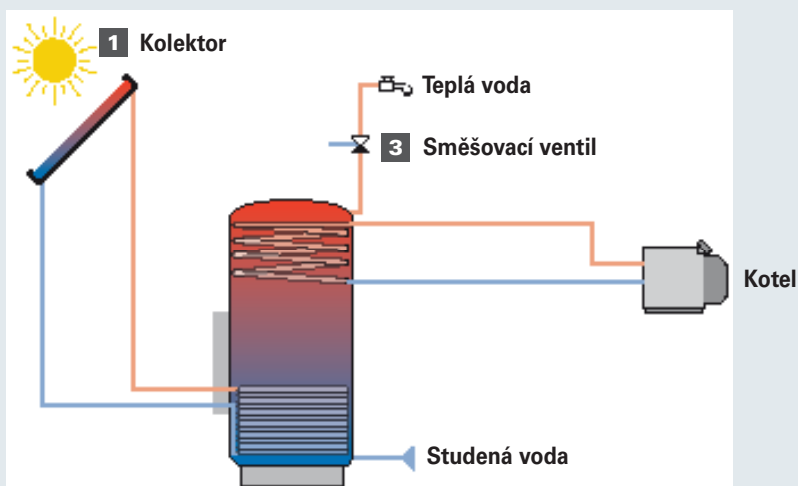 1 Kolektor
Teplá voda
3 Směšovací ventil
Kotel
Studená voda